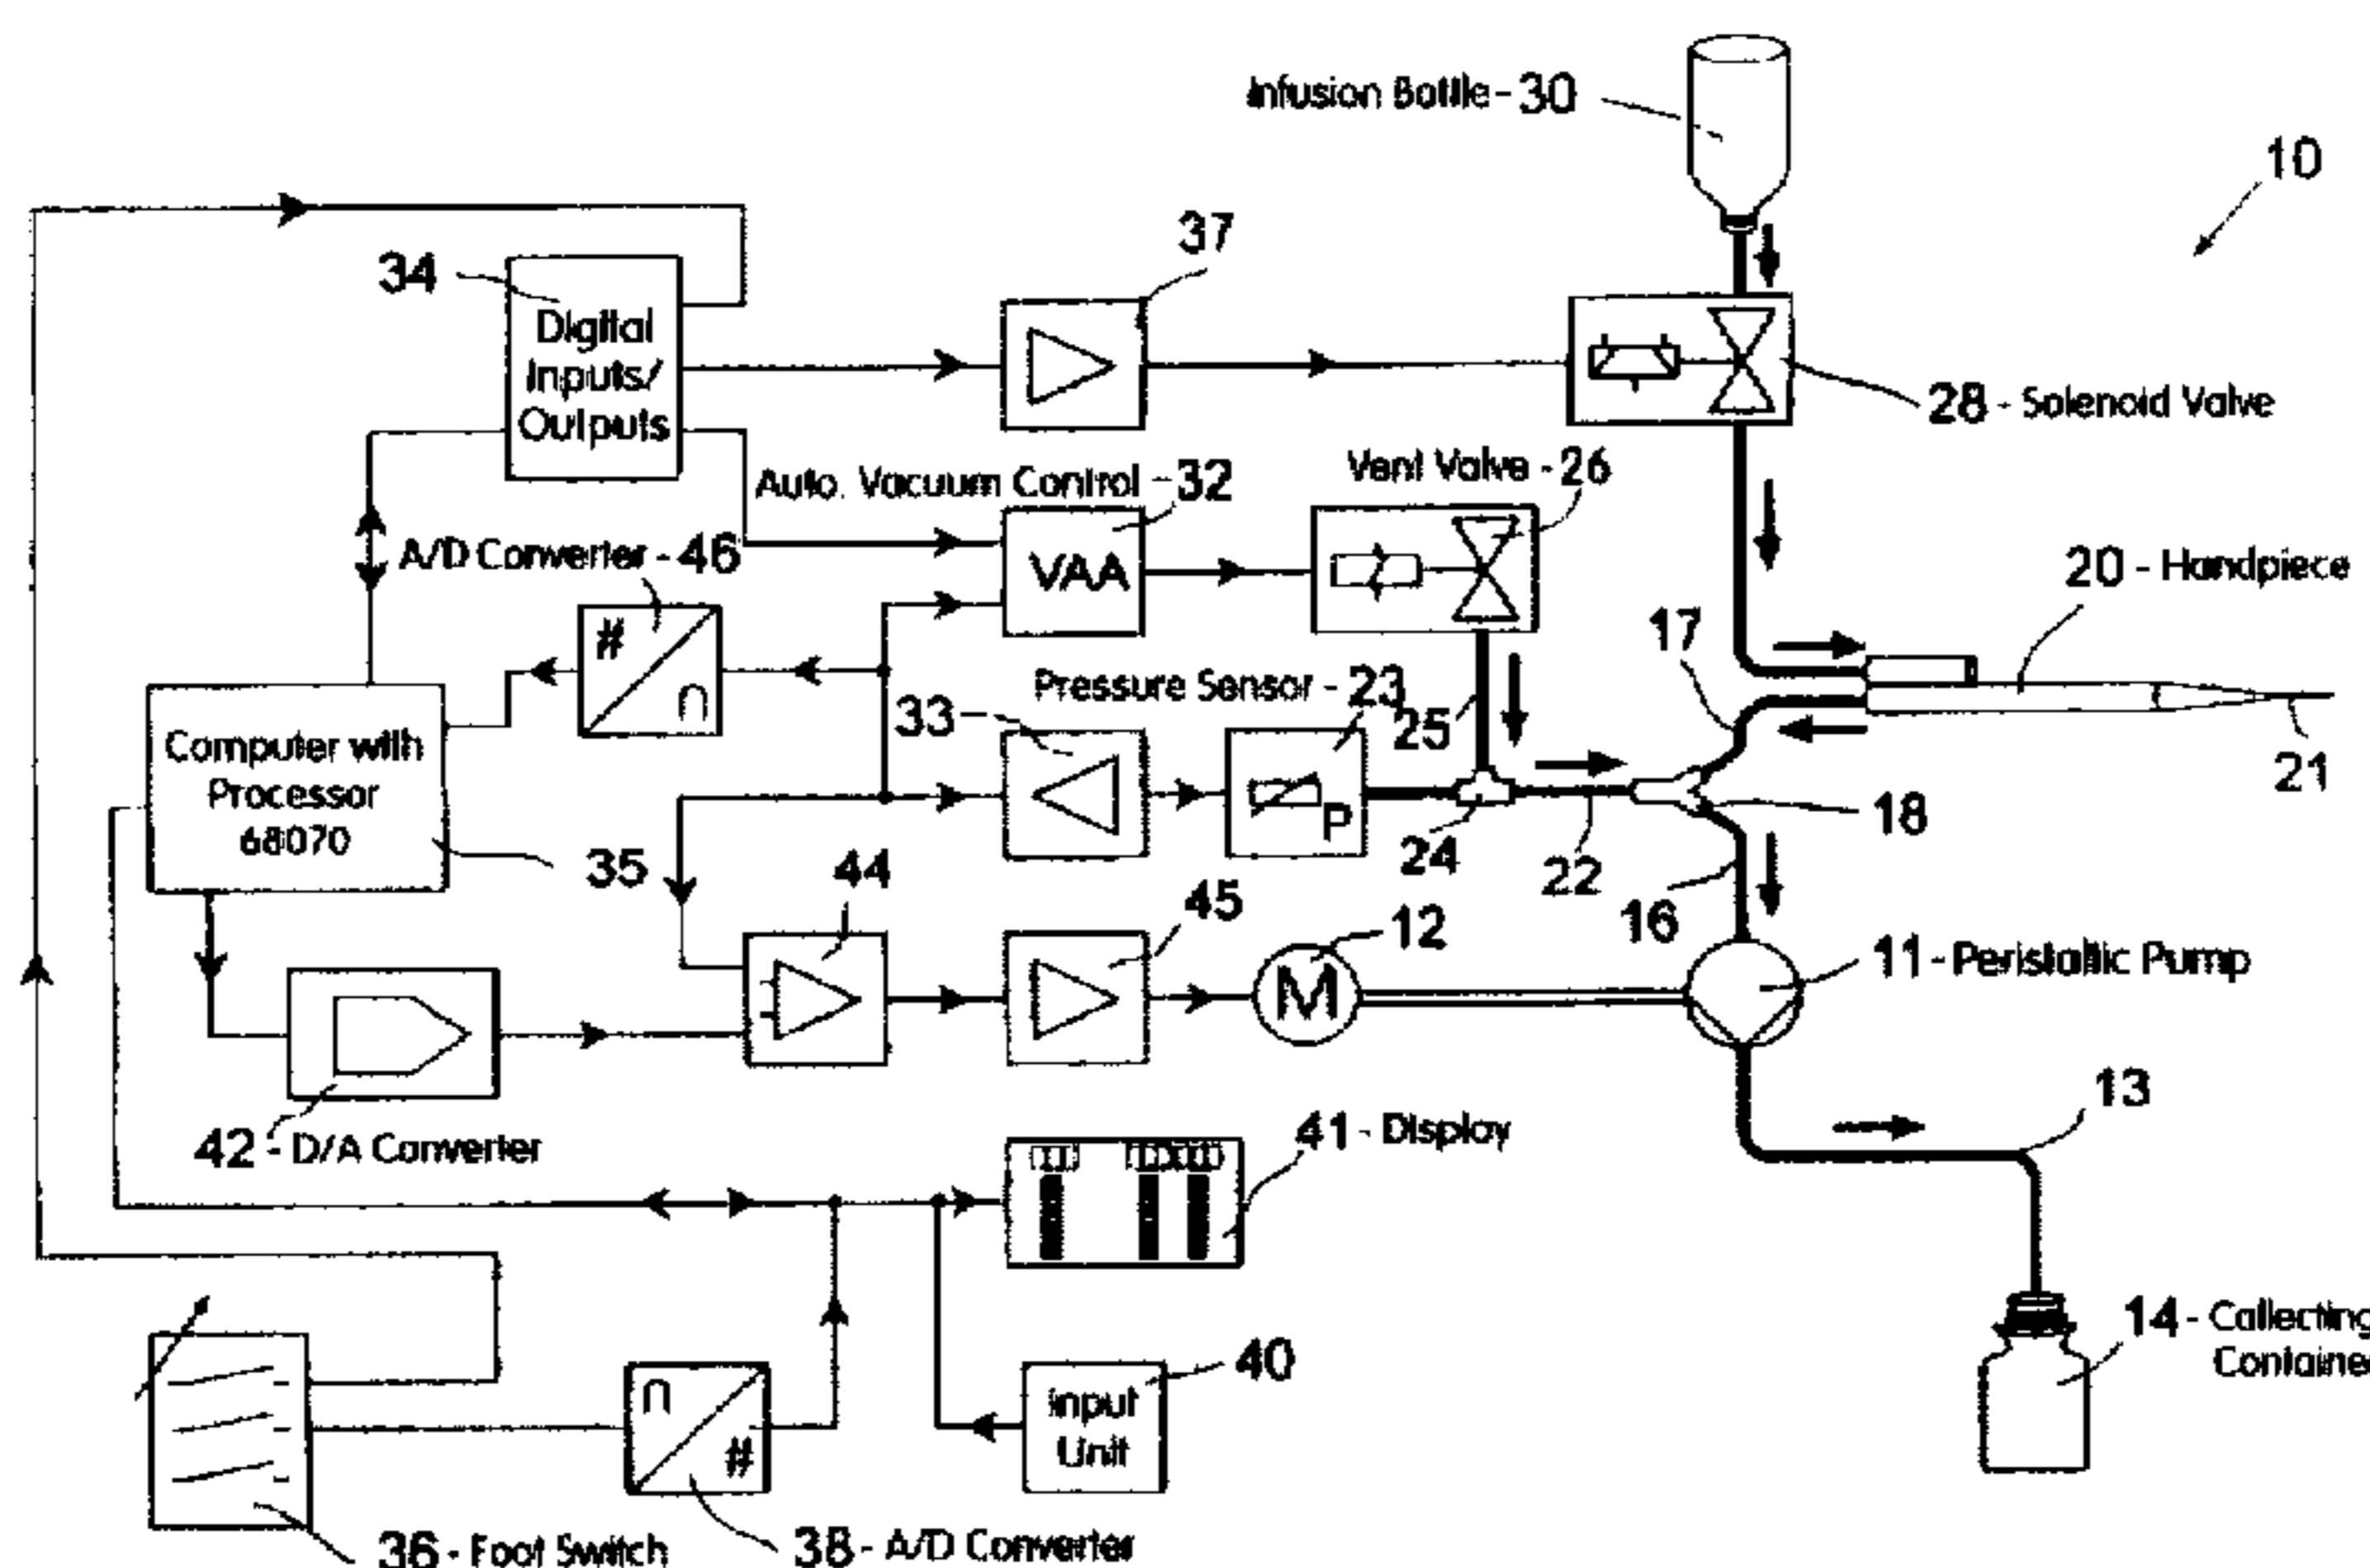 Infusion Bottle - 30
10
37
34
Digital
Inputs/
Outputs
28 - Solenoid Valve
Vent Valve - 26
Auto. Vacuum Control - 32
A/D Converter - 46
VAA
20 - Handpiece
#
∩
17
Pressure Sensor - 23
33
25
21
Computer with
Processor
68070
P
18
24
22
35
44
45
12
16
M
11 - Peristaltic Pump
13
42 - D/A Converter
41 - Display
14 - Collecting
Container
40
∩
#
Input
Unit
36 - Foot Switch
38 - A/D Converter